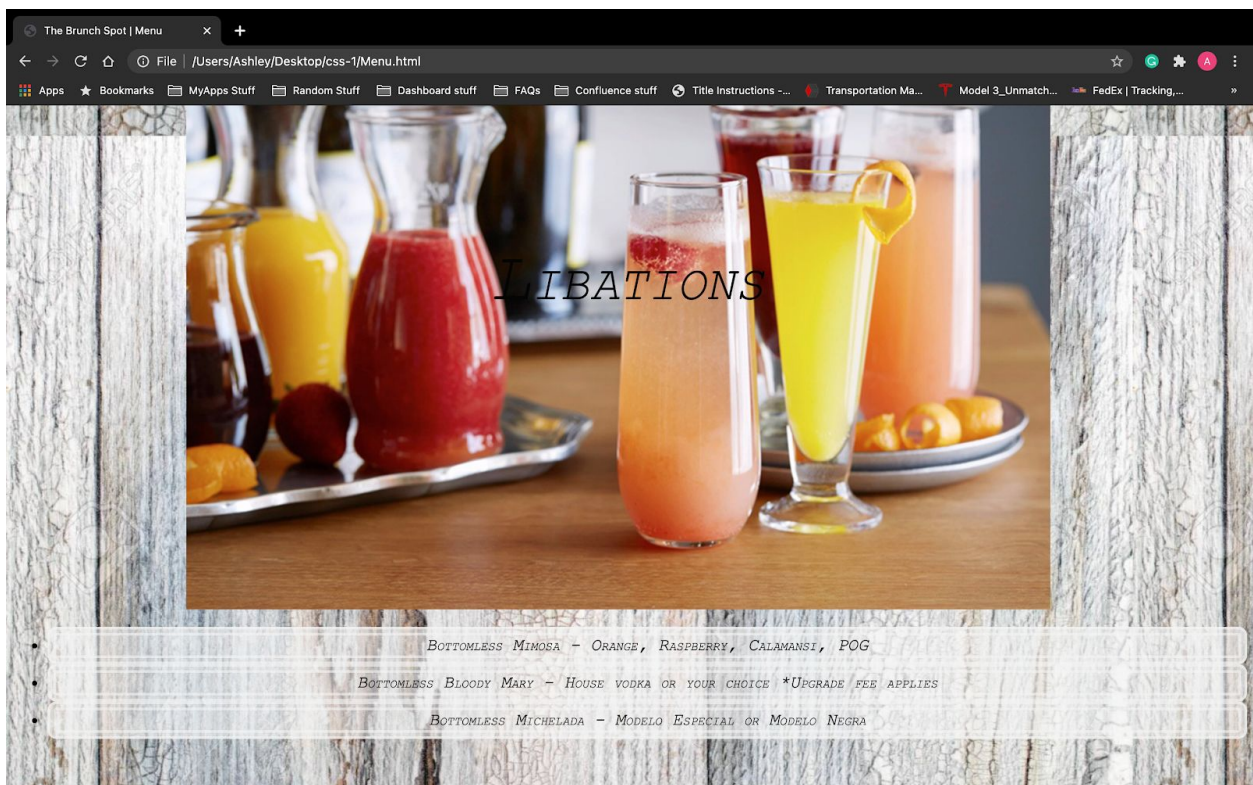 The Brunch Spot | Menu
File | /Users/Ashley/Desktop/css-1/Menu.html
A
Apps Bookmarks MyApps Stuff Random Stuff Dashboard stuff FAQs Confluence stuff Title Instructions -... Transportation Ma... Model 3_Unmatch... FedEx | Tracking,... »
Libations
Bottomless Mimosa - Orange, Raspberry, Calamansi, POG
Bottomless Bloody Mary - House vodka or your choice *Upgrade fee applies
Bottomless Michelada - Modelo Especial or Modelo Negra